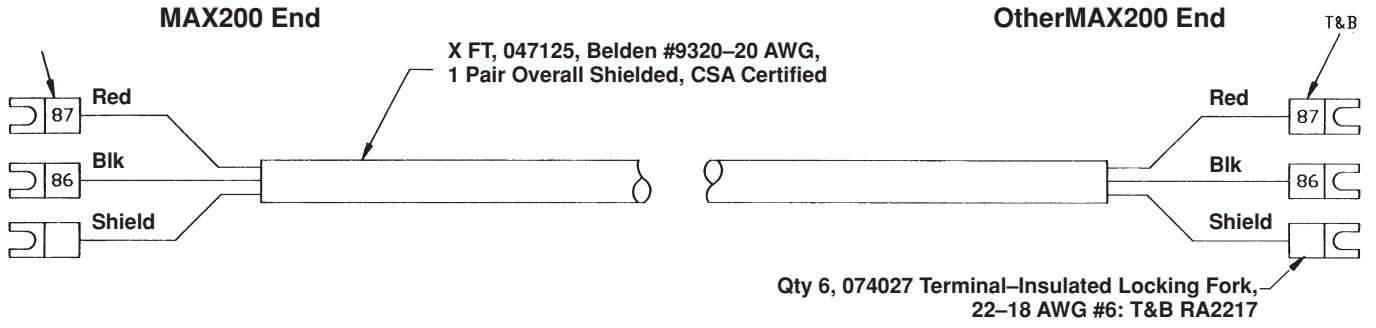 MAX200 End
OtherMAX200 End
T&B
X FT, 047125, Belden #9320–20 AWG,
1 Pair Overall Shielded, CSA Certified
Red
Red
87
87
Blk
Blk
86
86
Shield
Shield
Qty 6, 074027 Terminal–Insulated Locking Fork,
22–18 AWG #6: T&B RA2217